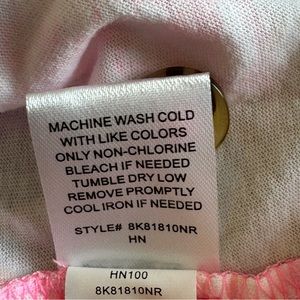 MACHINE WASH COLD
WITH LIKE COLORS
ONLY NON-CHLORINE
BLEACH IF NEEDED
TUMBLE DRY LOW
REMOVE PROMPTLY
COOL IRON IF NEEDED
STYLE# 8K81810NR
HN
HN100
8K81810NR